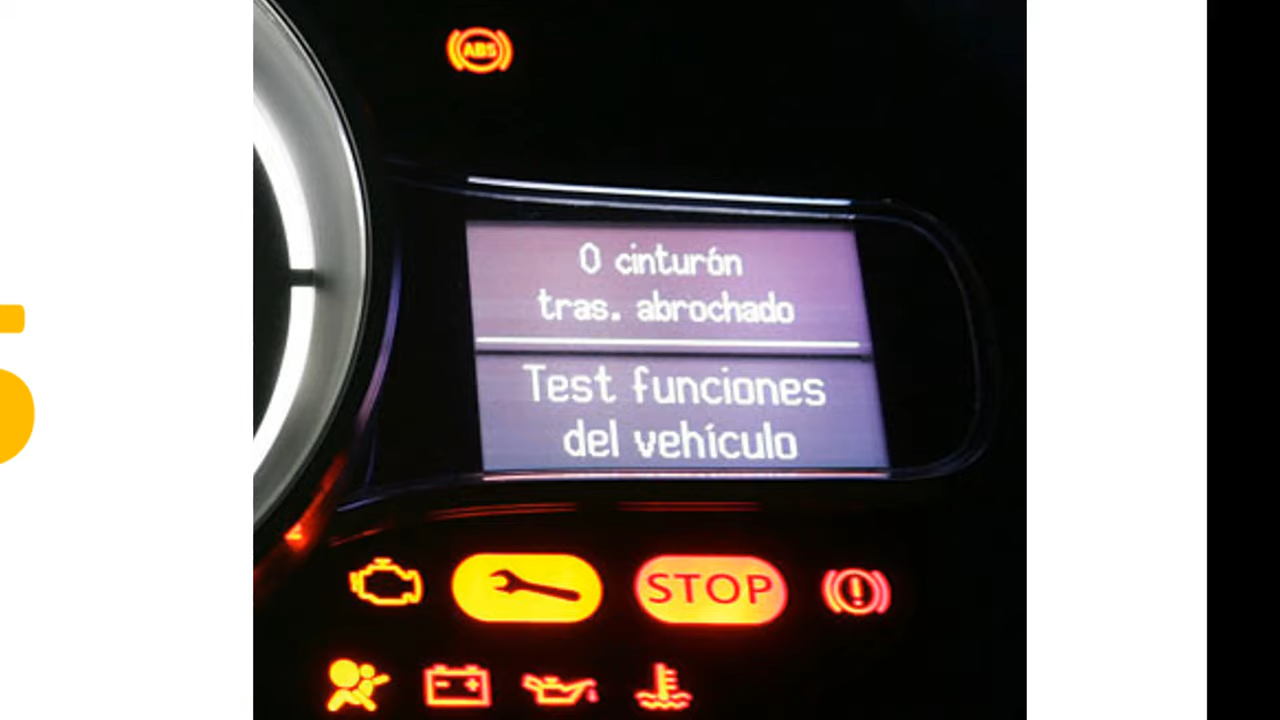 ABS
0 cinturón
tras. abrochado
Test funciones
del vehículo
STOP